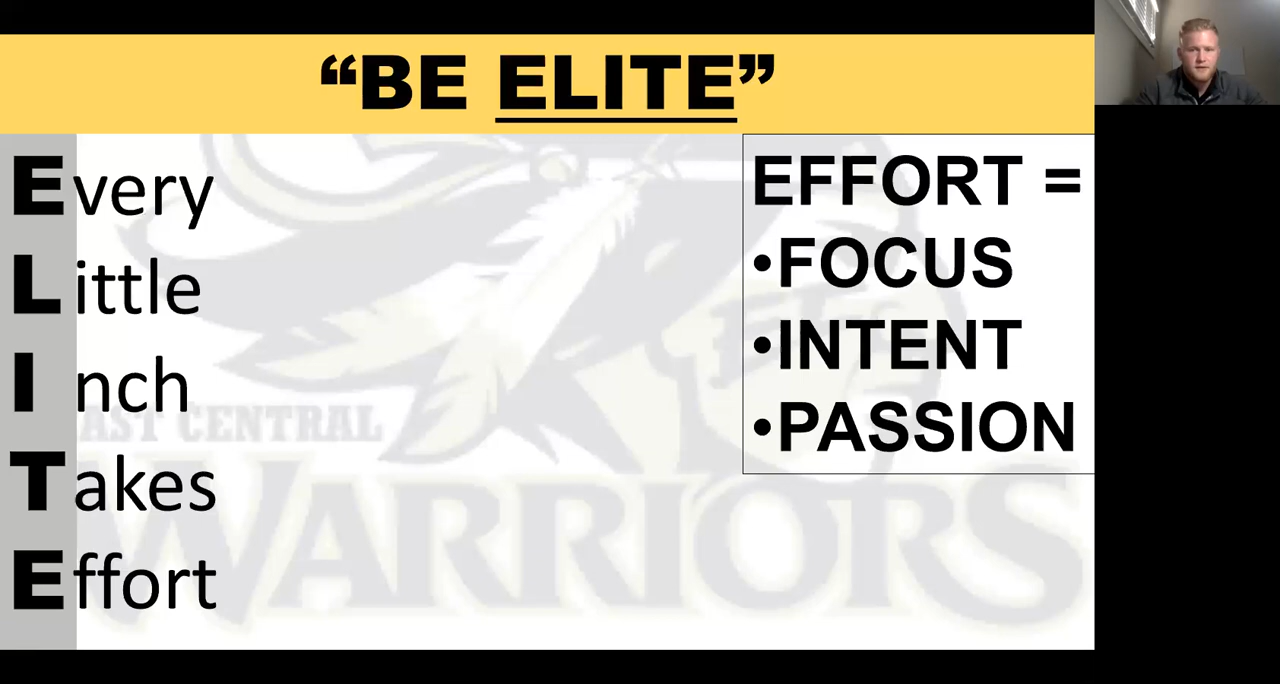 “BE ELITE”
Every
Little
Inch
Takes
Effort
EFFORT =
•FOCUS
•INTENT
•PASSION
AST CENTRAL
WARRIORS